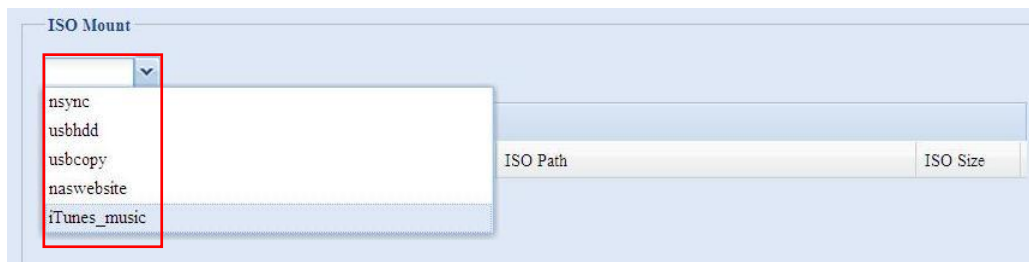 ISO Mount
nsync
usbhdd
usbcopy
naswebsite
iTunes_music
ISO Path ISO Size